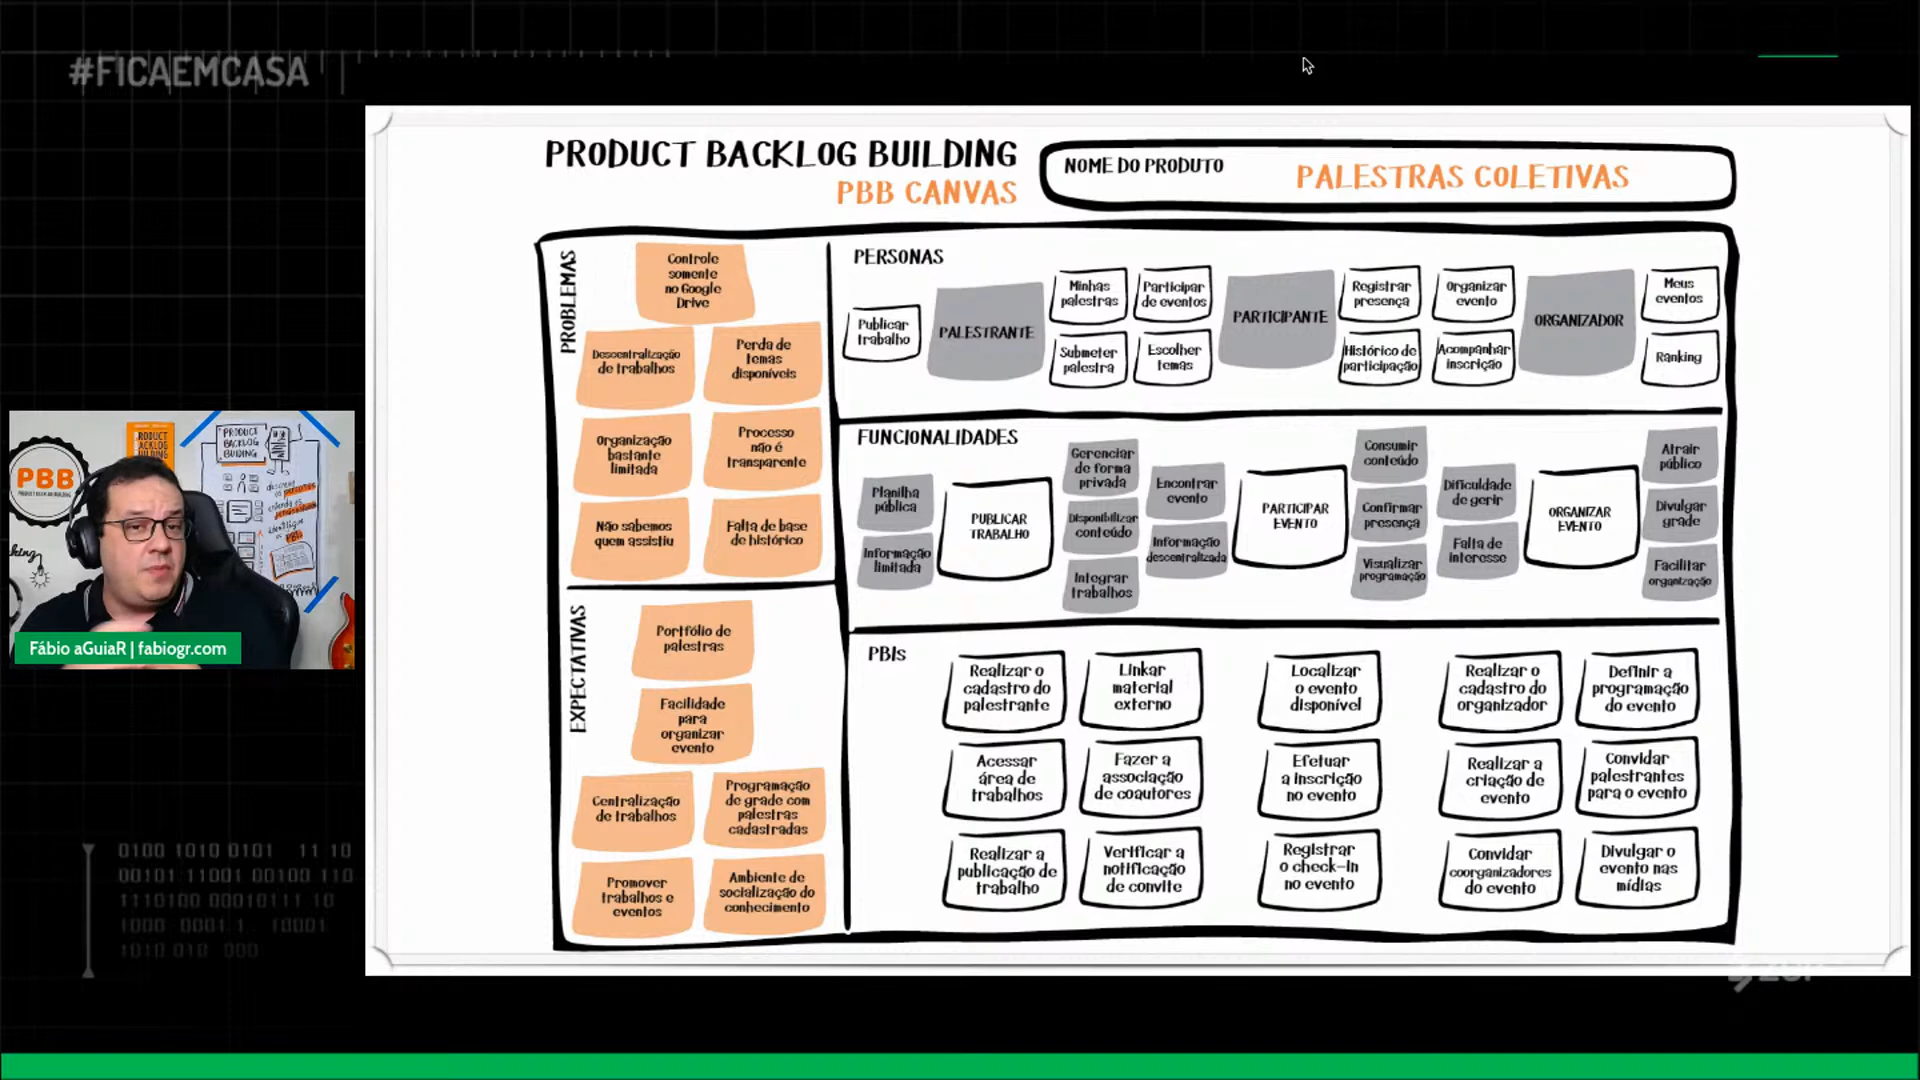 #FICAEMCASA
PRODUCT BACKLOG BUILDING
PBB CANVAS
NOME DO PRODUTO
PALESTRAS COLETIVAS
PROBLEMAS
Controle
somente
no Google
Drive
Descentralização
de trabalhos
Perda de
temas
disponíveis
Organização
bastante
limitada
Processo
não é
transparente
Não sabemos
quem assistiu
Falta de base
de histórico
EXPECTATIVAS
Portfólio de
palestras
Facilidade
para
organizar
evento
Centralização
de trabalhos
Programação
de grade com
palestras
cadastradas
Promover
trabalhos e
eventos
Ambiente de
socialização do
conhecimento
PERSONAS
Publicar
trabalho
PALESTRANTE
Minhas
palestras
Participar
de eventos
Submeter
palestra
Escolher
temas
PARTICIPANTE
Registrar
presença
Organizar
evento
Histórico de
participação
Acompanhar
inscrição
ORGANIZADOR
Meus
eventos
Ranking
FUNCIONALIDADES
Planilha
pública
Informação
limitada
PUBLICAR
TRABALHO
Gerenciar
de forma
privada
Disponibilizar
conteúdo
Integrar
trabalhos
Encontrar
evento
Informação
descentralizada
PARTICIPAR
EVENTO
Consumir
conteúdo
Confirmar
presença
Visualizar
programação
Dificuldade
de gerir
Falta de
interesse
ORGANIZAR
EVENTO
Atrair
público
Divulgar
grade
Facilitar
organização
PBIs
Realizar o
cadastro do
palestrante
Linkar
material
externo
Localizar
o evento
disponível
Realizar o
cadastro do
organizador
Definir a
programação
do evento
Acessar
área de
trabalhos
Fazer a
associação
de coautores
Efetuar
a inscrição
no evento
Realizar a
criação de
evento
Convidar
palestrantes
para o evento
Realizar a
publicação de
trabalho
Verificar a
notificação
de convite
Registrar
o check-in
no evento
Convidar
coorganizadores
do evento
Divulgar o
evento nas
mídias
PBB
PRODUCT
BACKLOG
BUIDING
Fábio aGuiaR | fabiogr.com